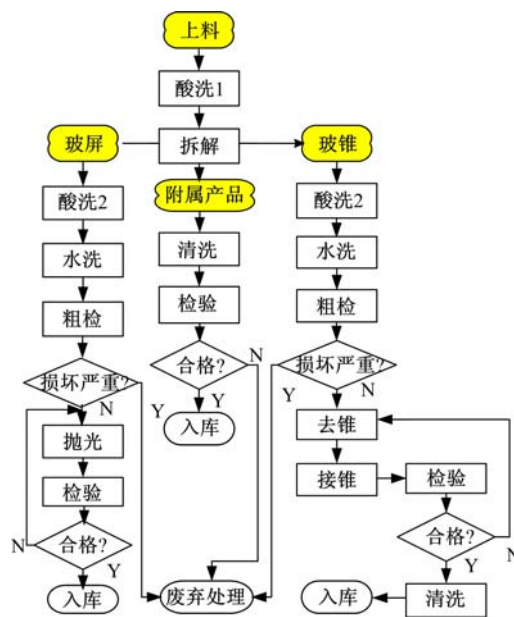 上料
酸洗1
玻屏
拆解
玻锥
酸洗2
附属产品
酸洗2
水洗
清洗
水洗
粗检
检验
粗检
损坏严重?
合格?
N
损坏严重?
N
Y
Y
Y
N
抛光
入库
去锥
检验
接锥
检验
N
合格?
Y
合格?
Y
N
入库
废弃处理
入库
清洗